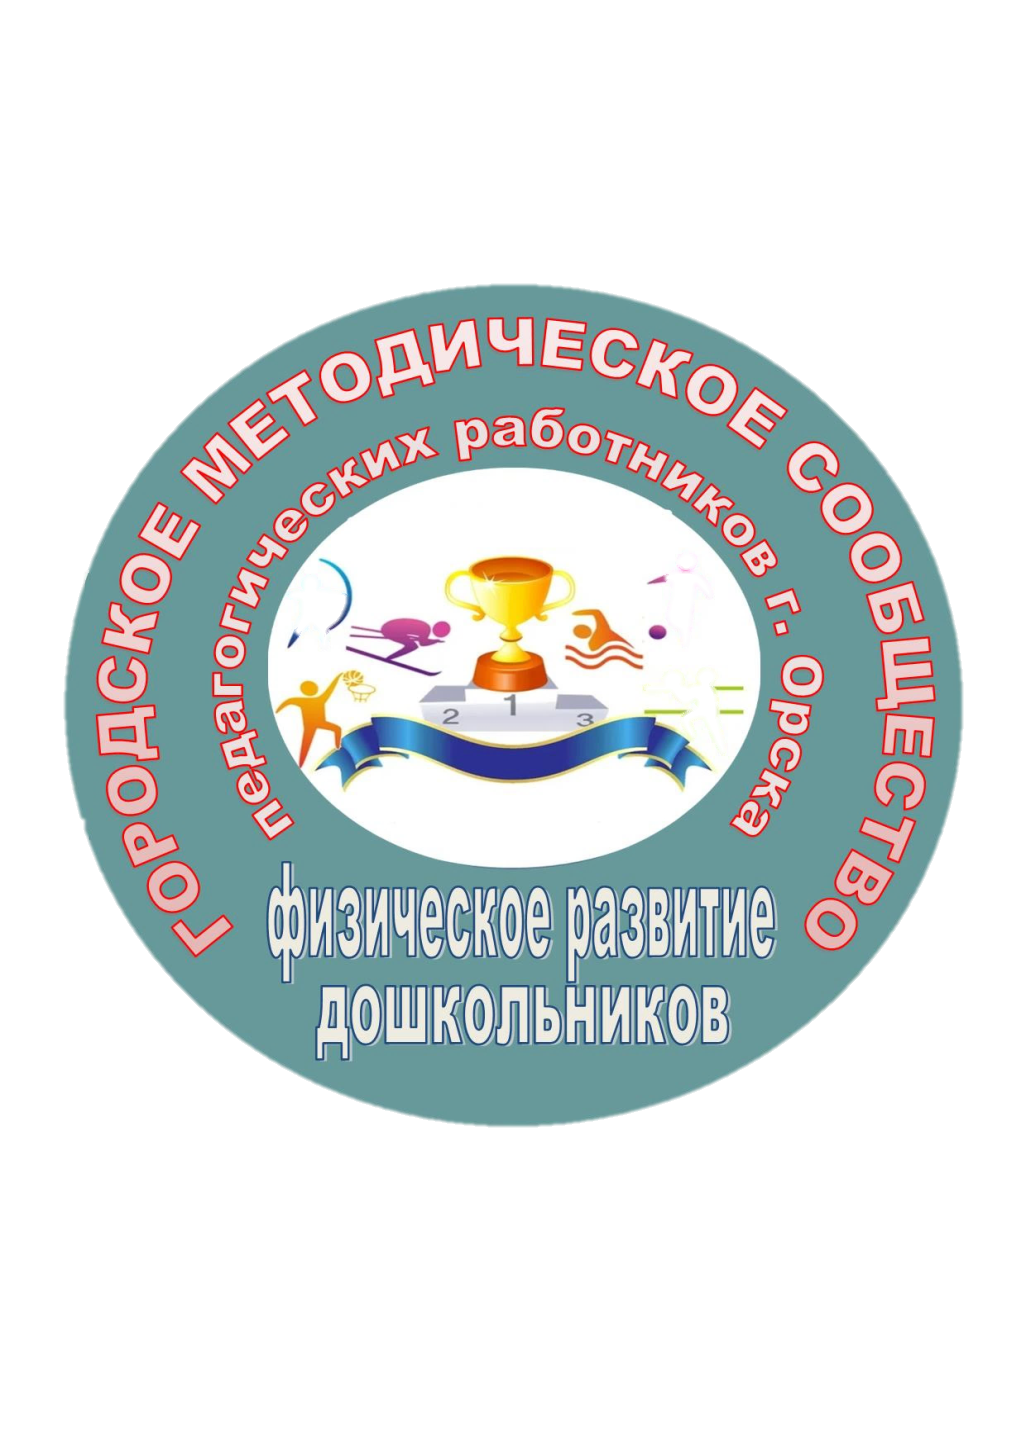 ГОРОДСКОЕ МЕТОДИЧЕСКОЕ СООБЩЕСТВО
педагогических работников г. Орска
2 1 3
физическое развитие
дошкольников